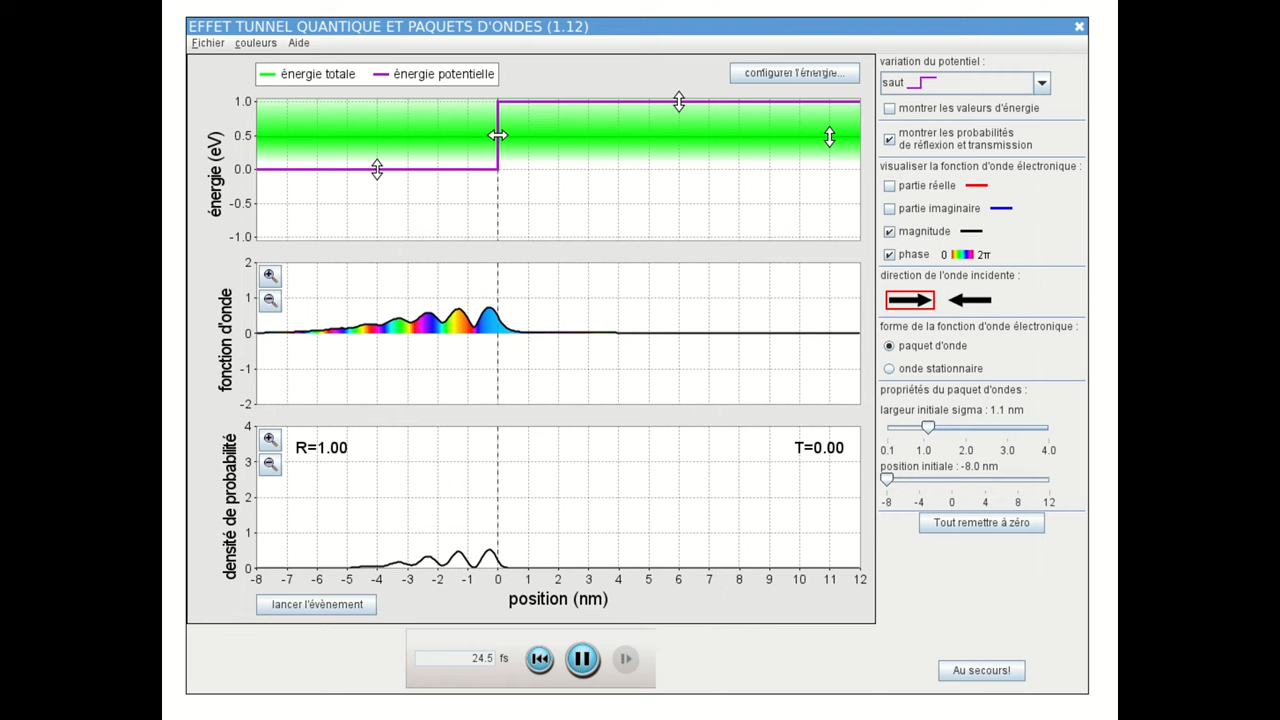 EFFET TUNNEL QUANTIQUE ET PAQUETS D'ONDES (1.12)
Fichier couleurs Aide
énergie totale énergie potentielle
configurer l'énergie...
énergie (eV)
1.0
0.5
0.0
-0.5
-1.0
fonction d'onde
2
1
0
-1
-2
densité de probabilité
4
3
2
1
0
R=1.00
T=0.00
-8 -7 -6 -5 -4 -3 -2 -1 0 1 2 3 4 5 6 7 8 9 10 11 12
position (nm)
lancer l'évènement
24.5 fs
variation du potentiel :
saut
montrer les valeurs d'énergie
montrer les probabilités
de réflexion et transmission
visualiser la fonction d'onde électronique :
partie réelle
partie imaginaire
magnitude
phase 0 2π
direction de l'onde incidente :
forme de la fonction d'onde électronique :
paquet d'onde
onde stationnaire
propriétés du paquet d'ondes :
largeur initiale sigma : 1.1 nm
0.1 1.0 2.0 3.0 4.0
position initiale : -8.0 nm
-8 -4 0 4 8 12
Tout remettre à zéro
Au secours!